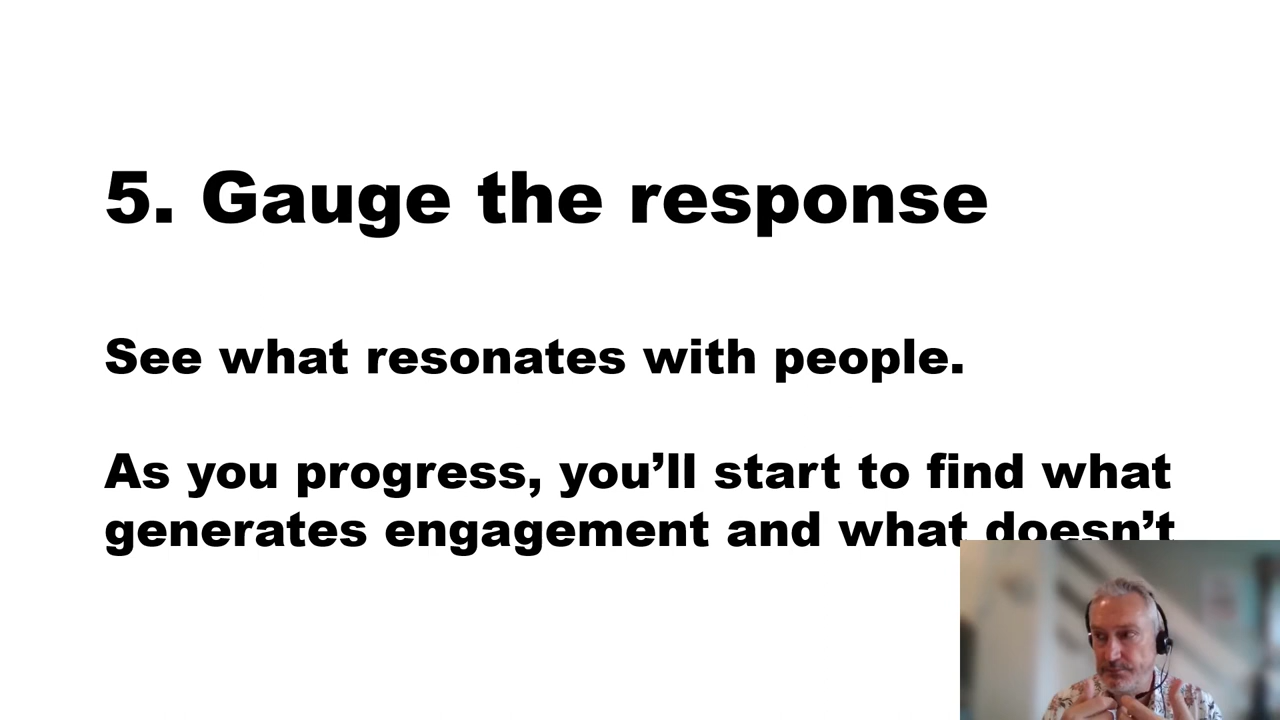 5. Gauge the response
See what resonates with people.
As you progress, you’ll start to find what
generates engagement and what doesn’t